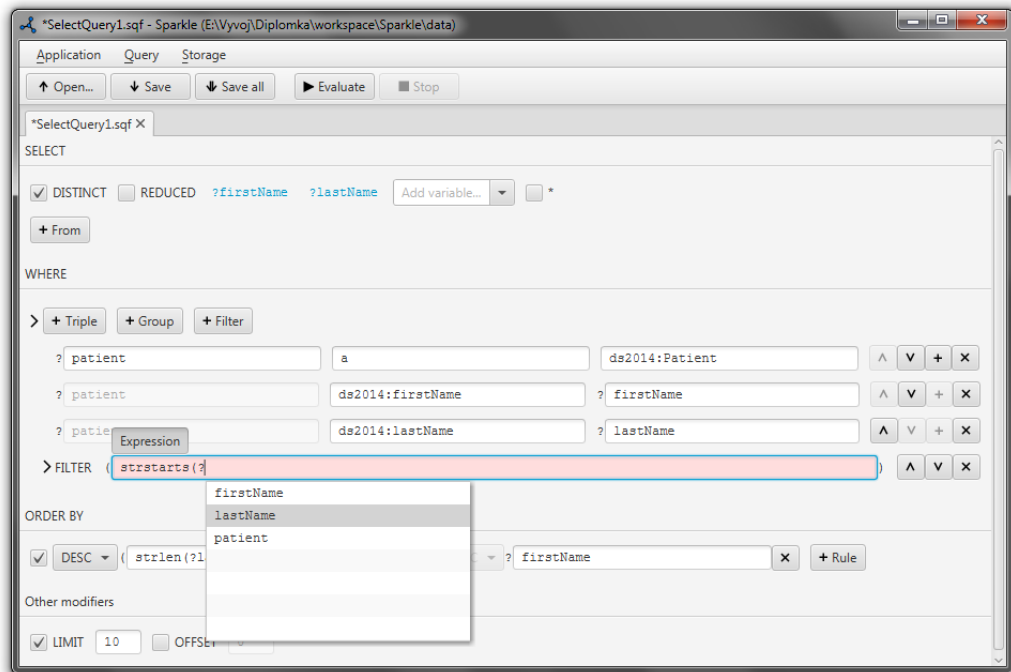 *SelectQuery1.sqf - Sparkle (E:\Vyvoj\Diplomka\workspace\Sparkle\data)
Application Query Storage
Open... Save Save all Evaluate Stop
*SelectQuery1.sqf
SELECT
DISTINCT REDUCED ?firstName ?lastName Add variable... *
+ From
WHERE
+ Triple + Group + Filter
? patient a ds2014:Patient
? patient ds2014:firstName ? firstName
? patie ds2014:lastName ? lastName
Expression
FILTER ( strstarts(? )
firstName
lastName
patient
ORDER BY
DESC ( strlen(?l ? firstName + Rule
Other modifiers
LIMIT 10 OFFSET